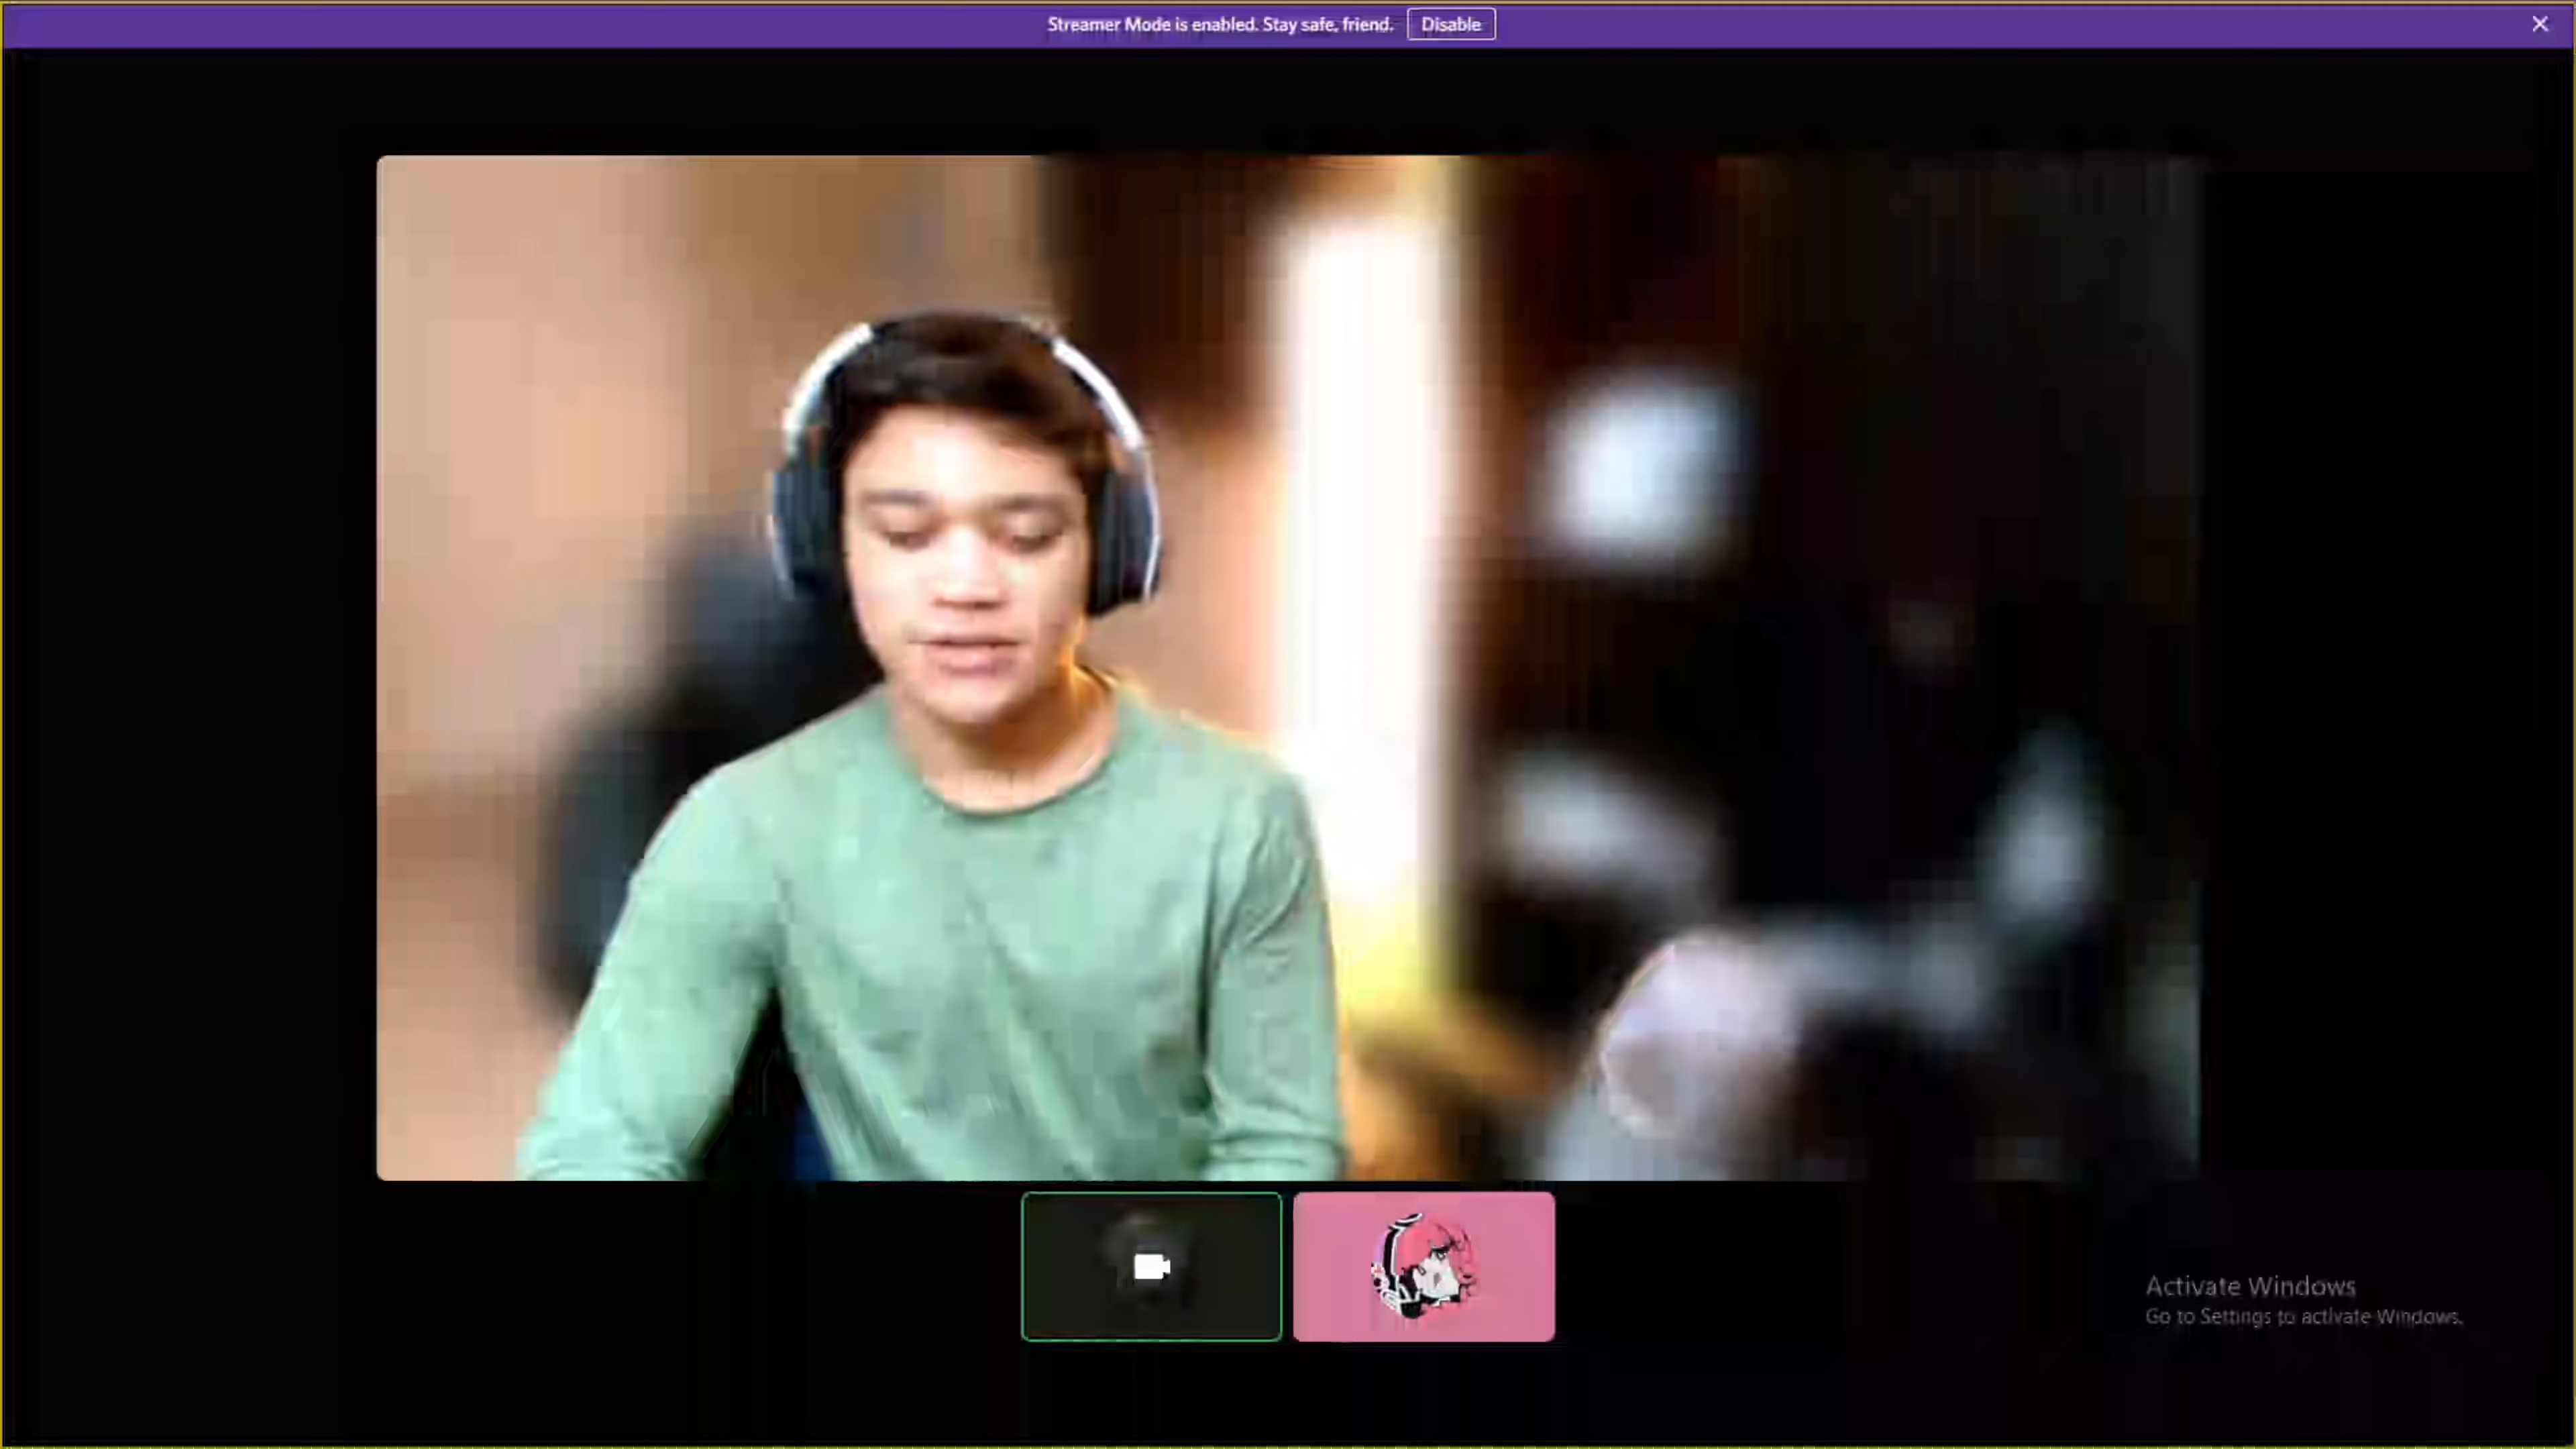 Streamer Mode is enabled. Stay safe, friend. Disable
Activate Windows
Go to Settings to activate Windows.